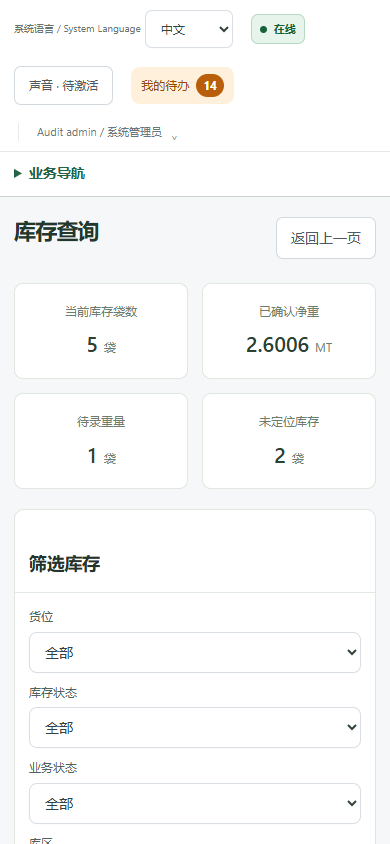 系统语言 / System Language 中文 在线
声音 · 待激活 我的待办 14
Audit admin / 系统管理员
业务导航
库存查询 返回上一页
当前库存袋数 已确认净重
5 袋 2.6006 MT
待录重量 未定位库存
1 袋 2 袋
筛选库存
货位
全部
库存状态
全部
业务状态
全部
库区